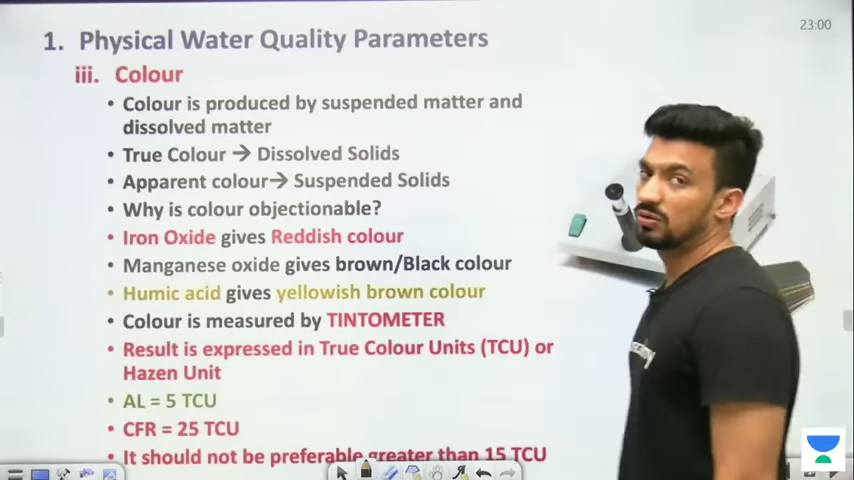 23:00
1. Physical Water Quality Parameters
iii. Colour
• Colour is produced by suspended matter and
dissolved matter
• True Colour → Dissolved Solids
• Apparent colour→ Suspended Solids
• Why is colour objectionable?
• Iron Oxide gives Reddish colour
• Manganese oxide gives brown/Black colour
• Humic acid gives yellowish brown colour
• Colour is measured by TINTOMETER
• Result is expressed in True Colour Units (TCU) or
Hazen Unit
• AL = 5 TCU
• CFR = 25 TCU
• It should not be preferable greater than 15 TCU